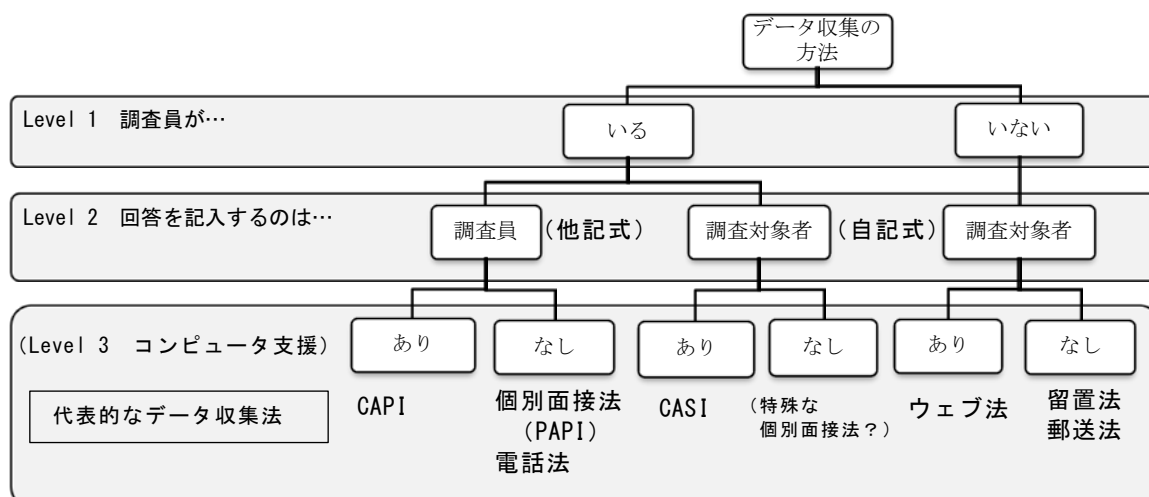 データ収集の
方法
Level 1 調査員が…
いる
いない
Level 2 回答を記入するのは…
調査員
(他記式)
調査対象者
(自記式)
調査対象者
(Level 3 コンピュータ支援)
あり
なし
あり
なし
あり
なし
代表的なデータ収集法
CAPI
個別面接法
(PAPI)
電話法
CASI
(特殊な
個別面接法?)
ウェブ法
留置法
郵送法